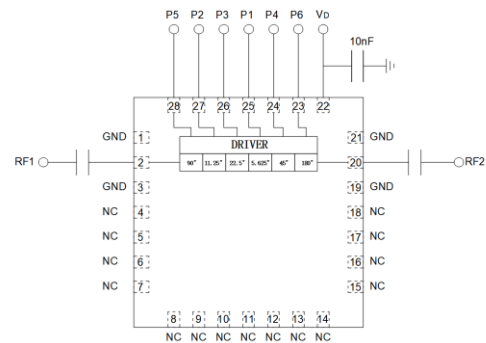 P5 P2 P3 P1 P4 P6 VD
10nF
28 27 26 25 24 23 22
GND 1 21 GND
DRIVER
RF1 2 90° 11.25° 22.5° 5.625° 45° 180° 20 RF2
GND 3 19 GND
NC 4 18 NC
NC 5 17 NC
NC 6 16 NC
NC 7 15 NC
8 9 10 11 12 13 14
NC NC NC NC NC NC NC